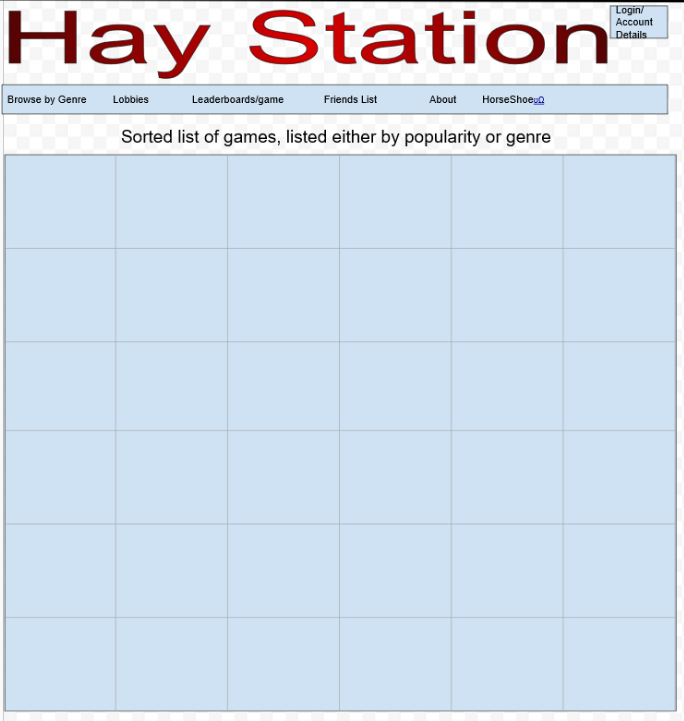 Hay Station
Login/
Account
Details
Browse by Genre Lobbies Leaderboards/game Friends List About HorseShoeυΩ
Sorted list of games, listed either by popularity or genre